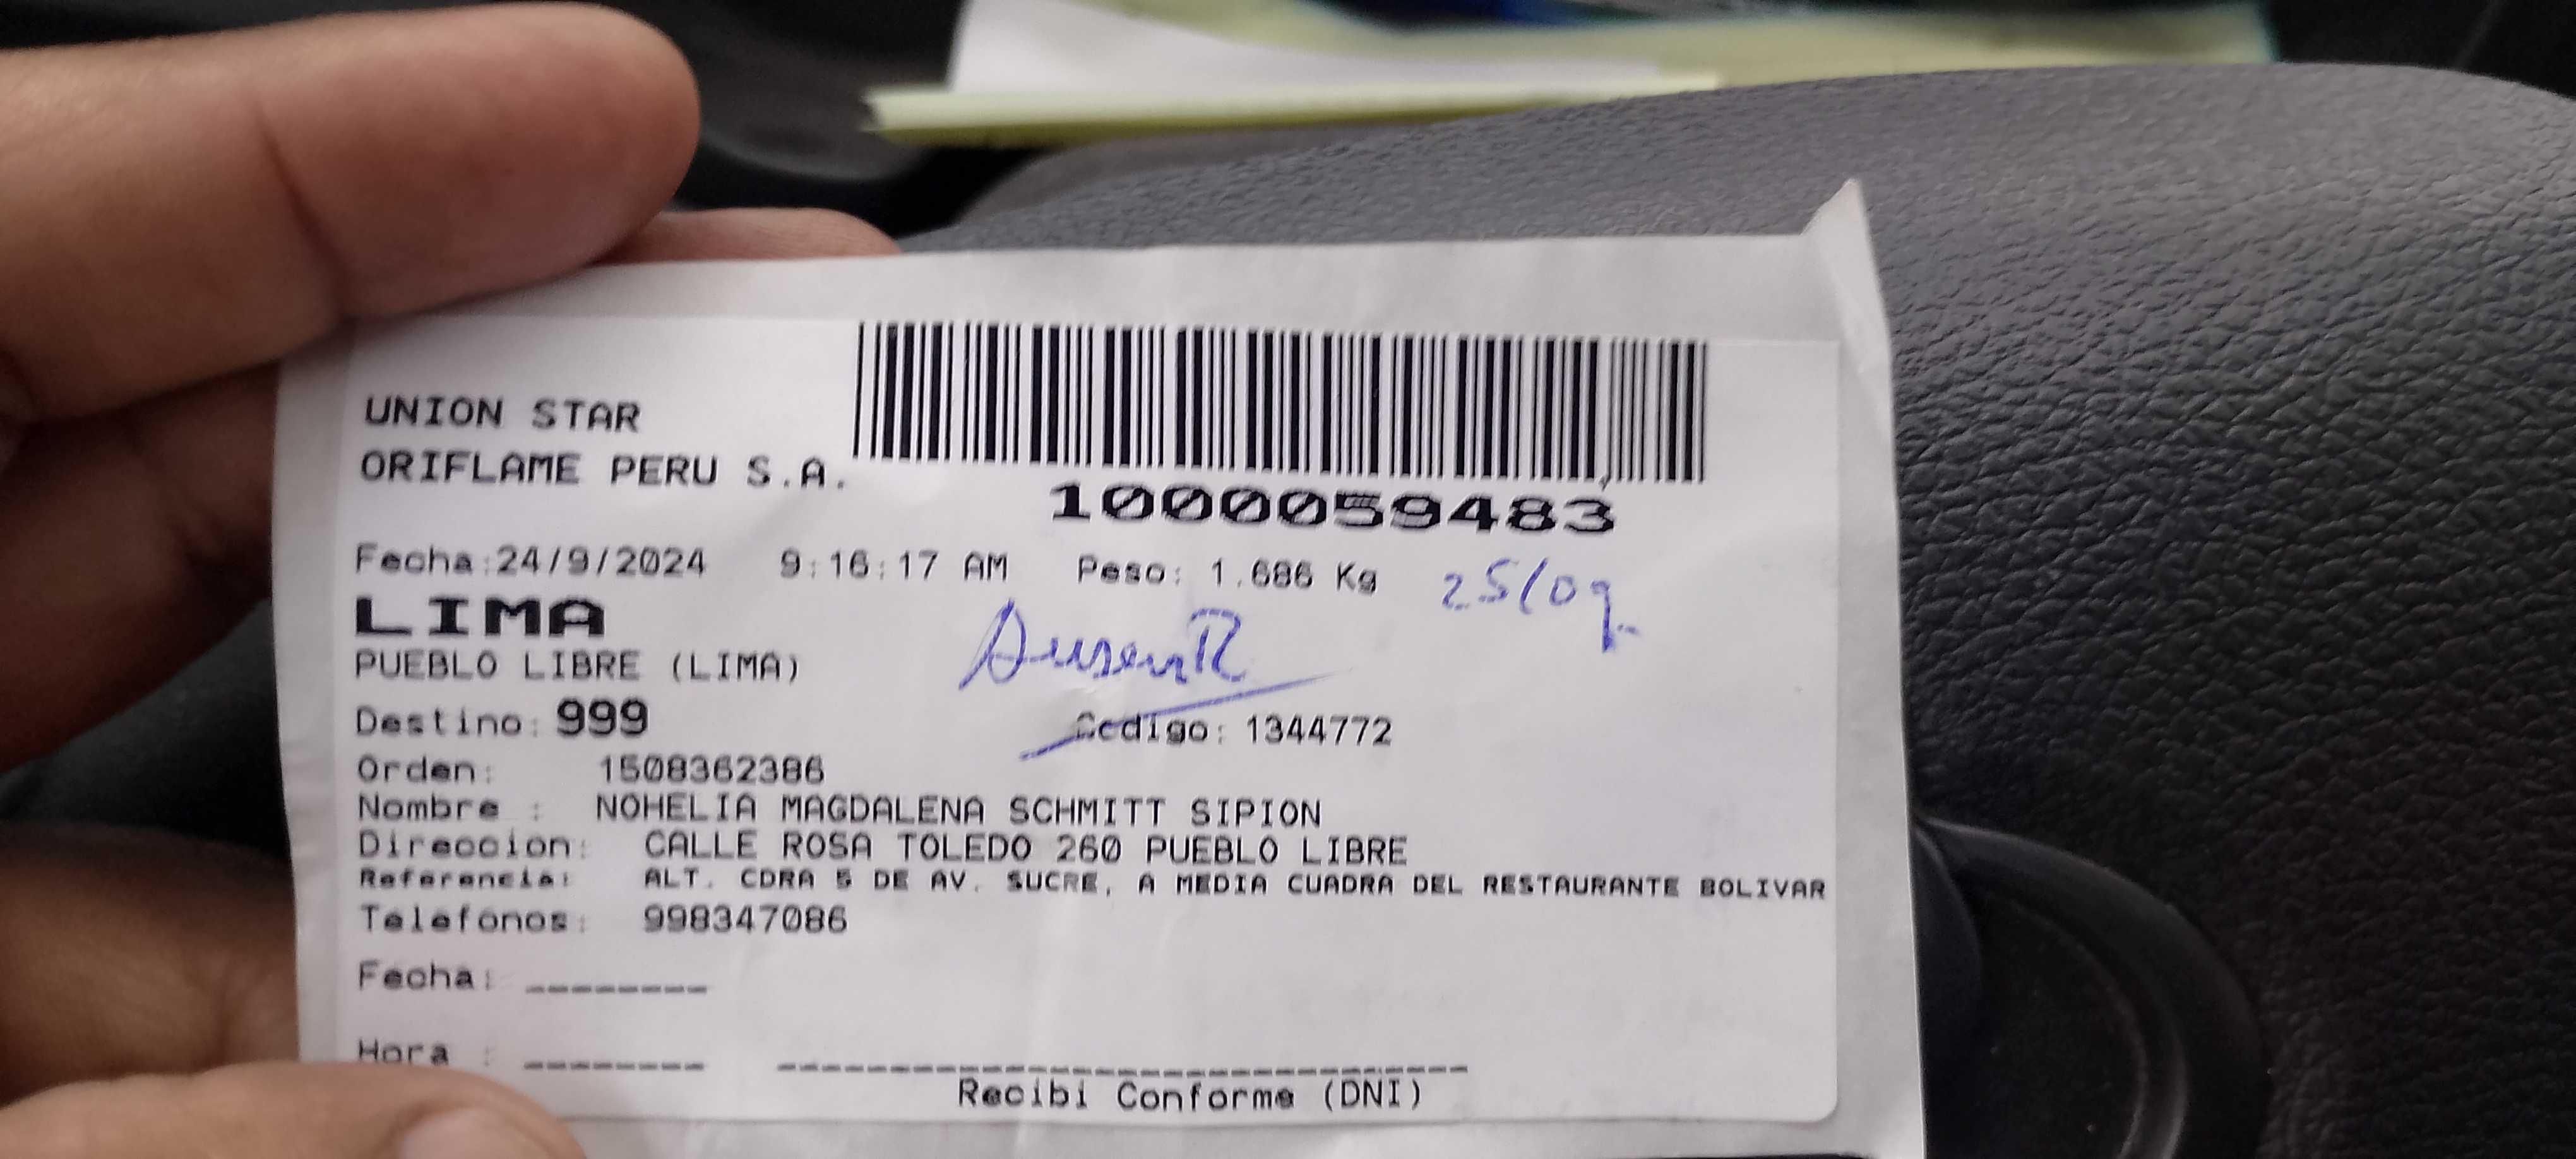 UNION STAR
ORIFLAME PERU S.A.
1000059483
Fecha:24/9/2024 9:16:17 AM Peso: 1.686 Kg 25/09
LIMA
PUEBLO LIBRE (LIMA)
Destino: 999 Codigo: 1344772
Orden: 1508362386
Nombre : NOHELIA MAGDALENA SCHMITT SIPION
Direccion: CALLE ROSA TOLEDO 260 PUEBLO LIBRE
Referencia: ALT. CDRA 5 DE AV. SUCRE, A MEDIA CUADRA DEL RESTAURANTE BOLIVAR
Telefonos: 998347086
Fecha: ________
Hora : ________
Recibi Conforme (DNI)